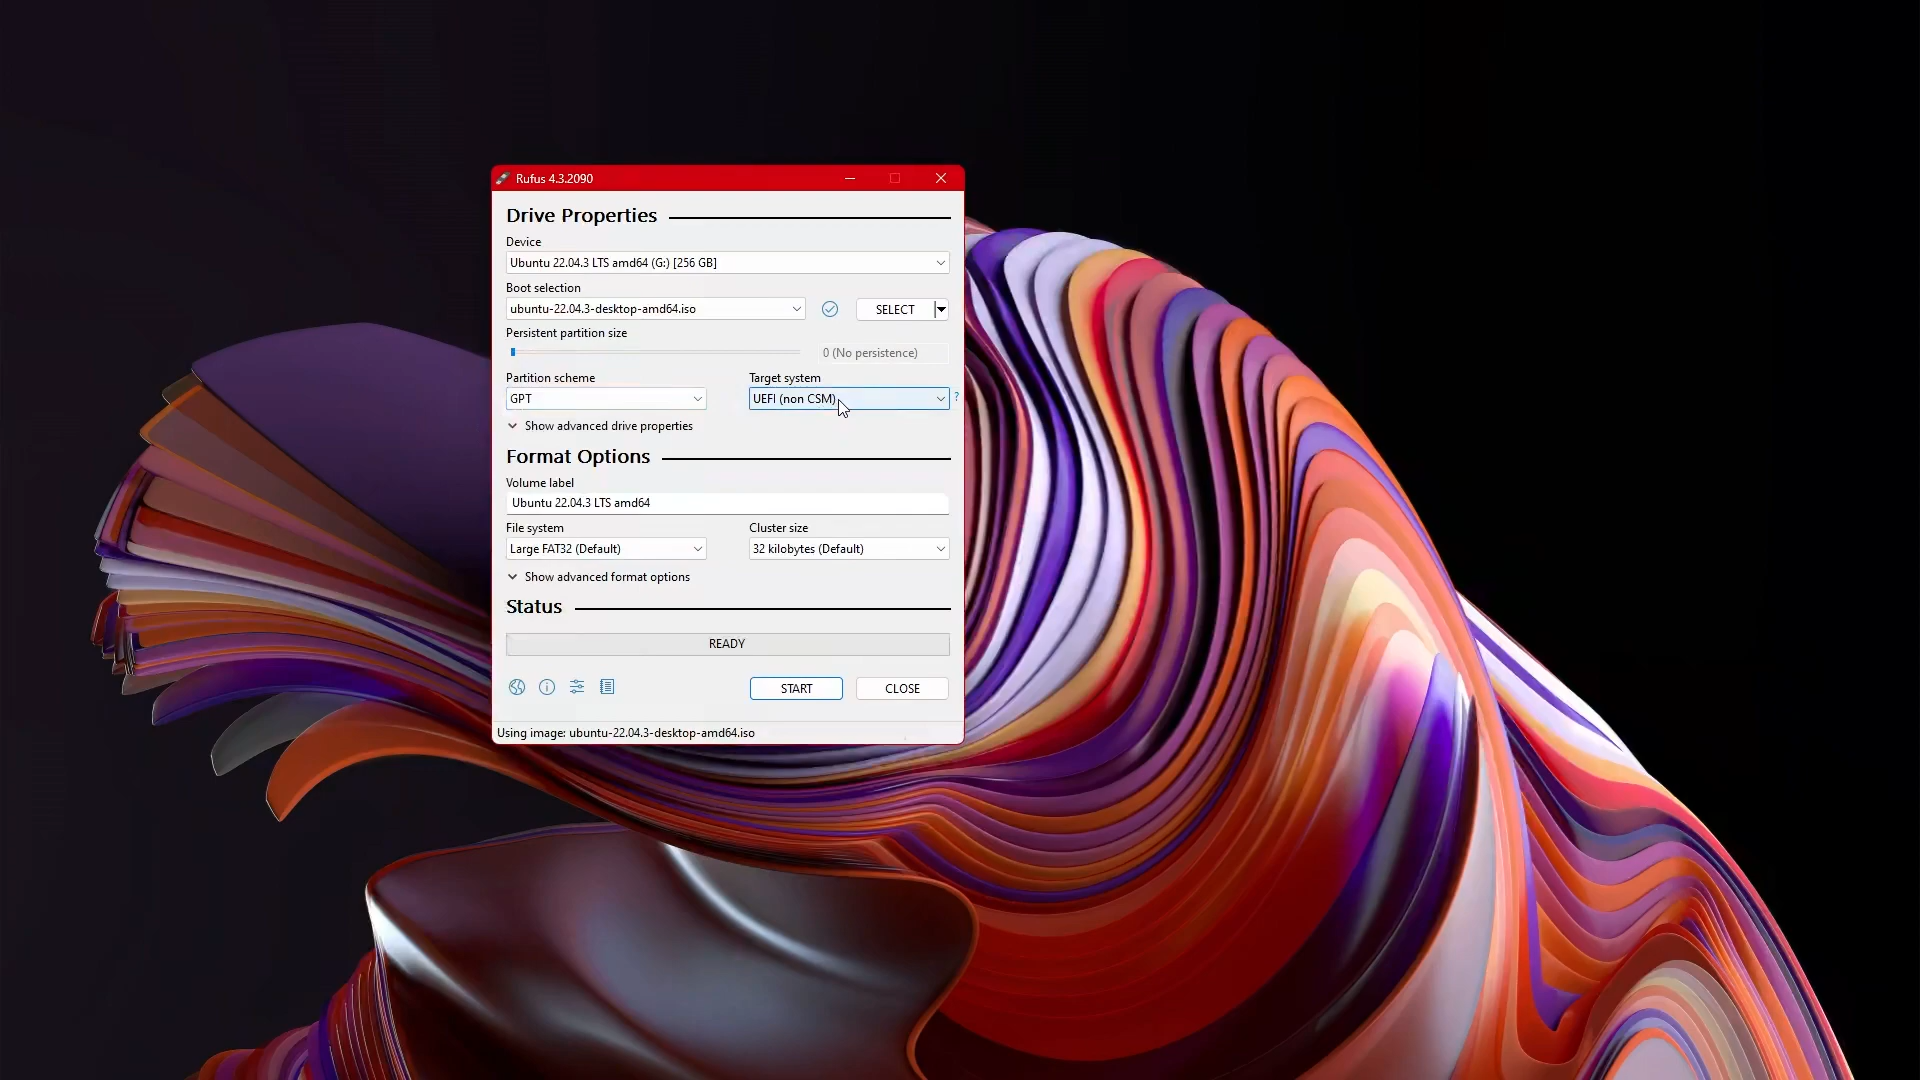 Rufus 4.3.2090
Drive Properties
Device
Ubuntu 22.04.3 LTS amd64 (G:) [256 GB]
Boot selection
ubuntu-22.04.3-desktop-amd64.iso
SELECT
Persistent partition size
0 (No persistence)
Partition scheme
Target system
GPT
UEFI (non CSM)
?
Show advanced drive properties
Format Options
Volume label
Ubuntu 22.04.3 LTS amd64
File system
Cluster size
Large FAT32 (Default)
32 kilobytes (Default)
Show advanced format options
Status
READY
START
CLOSE
Using image: ubuntu-22.04.3-desktop-amd64.iso